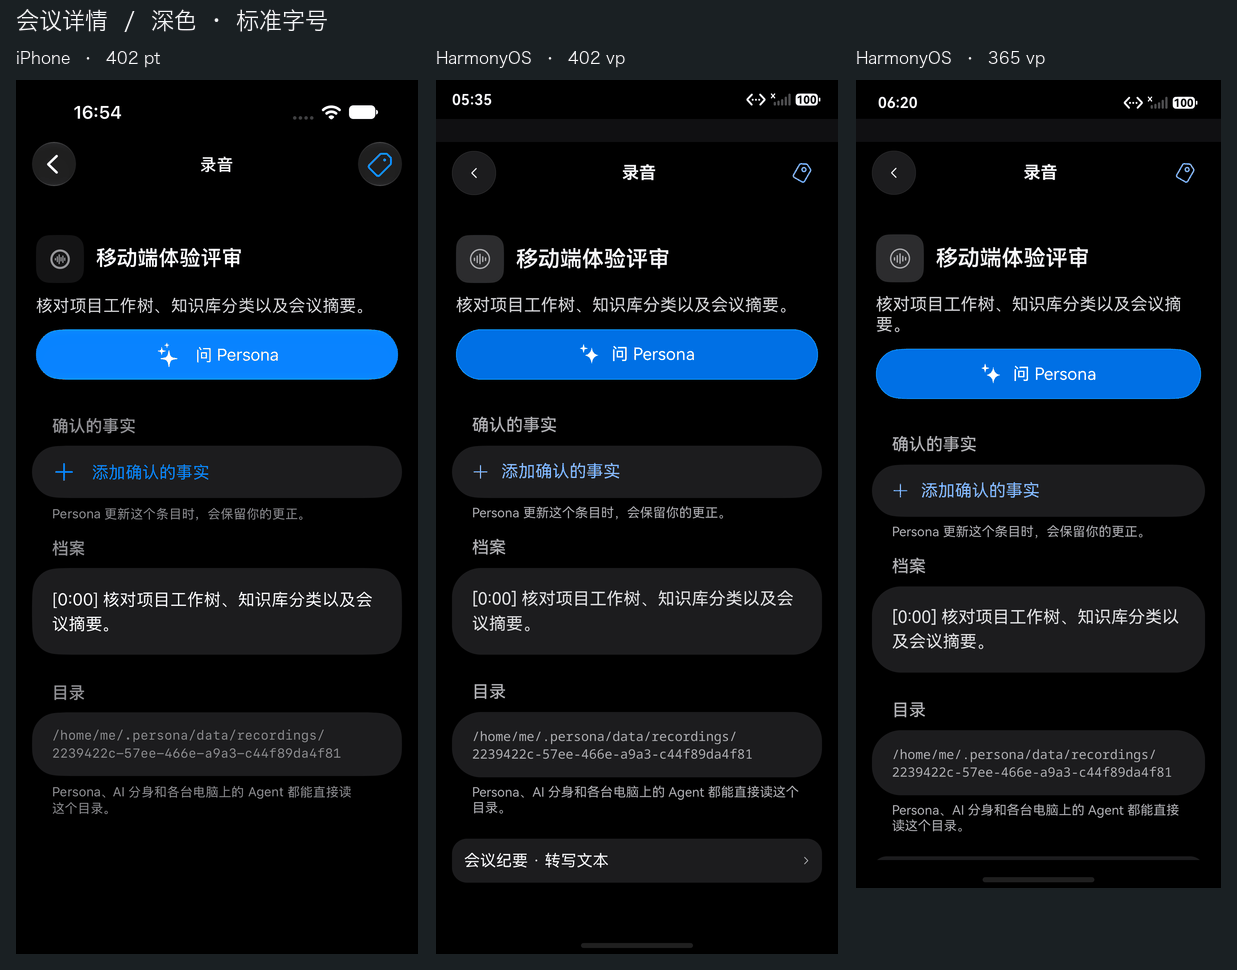 会议详情 / 深色 · 标准字号
iPhone · 402 pt
16:54
录音
移动端体验评审
核对项目工作树、知识库分类以及会议摘要。
问 Persona
确认的事实
添加确认的事实
Persona 更新这个条目时，会保留你的更正。
档案
[0:00] 核对项目工作树、知识库分类以及会
议摘要。
目录
/home/me/.persona/data/recordings/
2239422c-57ee-466e-a9a3-c44f89da4f81
Persona、AI 分身和各台电脑上的 Agent 都能直接读
这个目录。
HarmonyOS · 402 vp
05:35
100
录音
移动端体验评审
核对项目工作树、知识库分类以及会议摘要。
问 Persona
确认的事实
添加确认的事实
Persona 更新这个条目时，会保留你的更正。
档案
[0:00] 核对项目工作树、知识库分类以及会
议摘要。
目录
/home/me/.persona/data/recordings/
2239422c-57ee-466e-a9a3-c44f89da4f81
Persona、AI 分身和各台电脑上的 Agent 都能直接读这个
目录。
会议纪要 · 转写文本
HarmonyOS · 365 vp
06:20
100
录音
移动端体验评审
核对项目工作树、知识库分类以及会议摘
要。
问 Persona
确认的事实
添加确认的事实
Persona 更新这个条目时，会保留你的更正。
档案
[0:00] 核对项目工作树、知识库分类以
及会议摘要。
目录
/home/me/.persona/data/recordings/
2239422c-57ee-466e-a9a3-c44f89da4f81
Persona、AI 分身和各台电脑上的 Agent 都能直接
读这个目录。